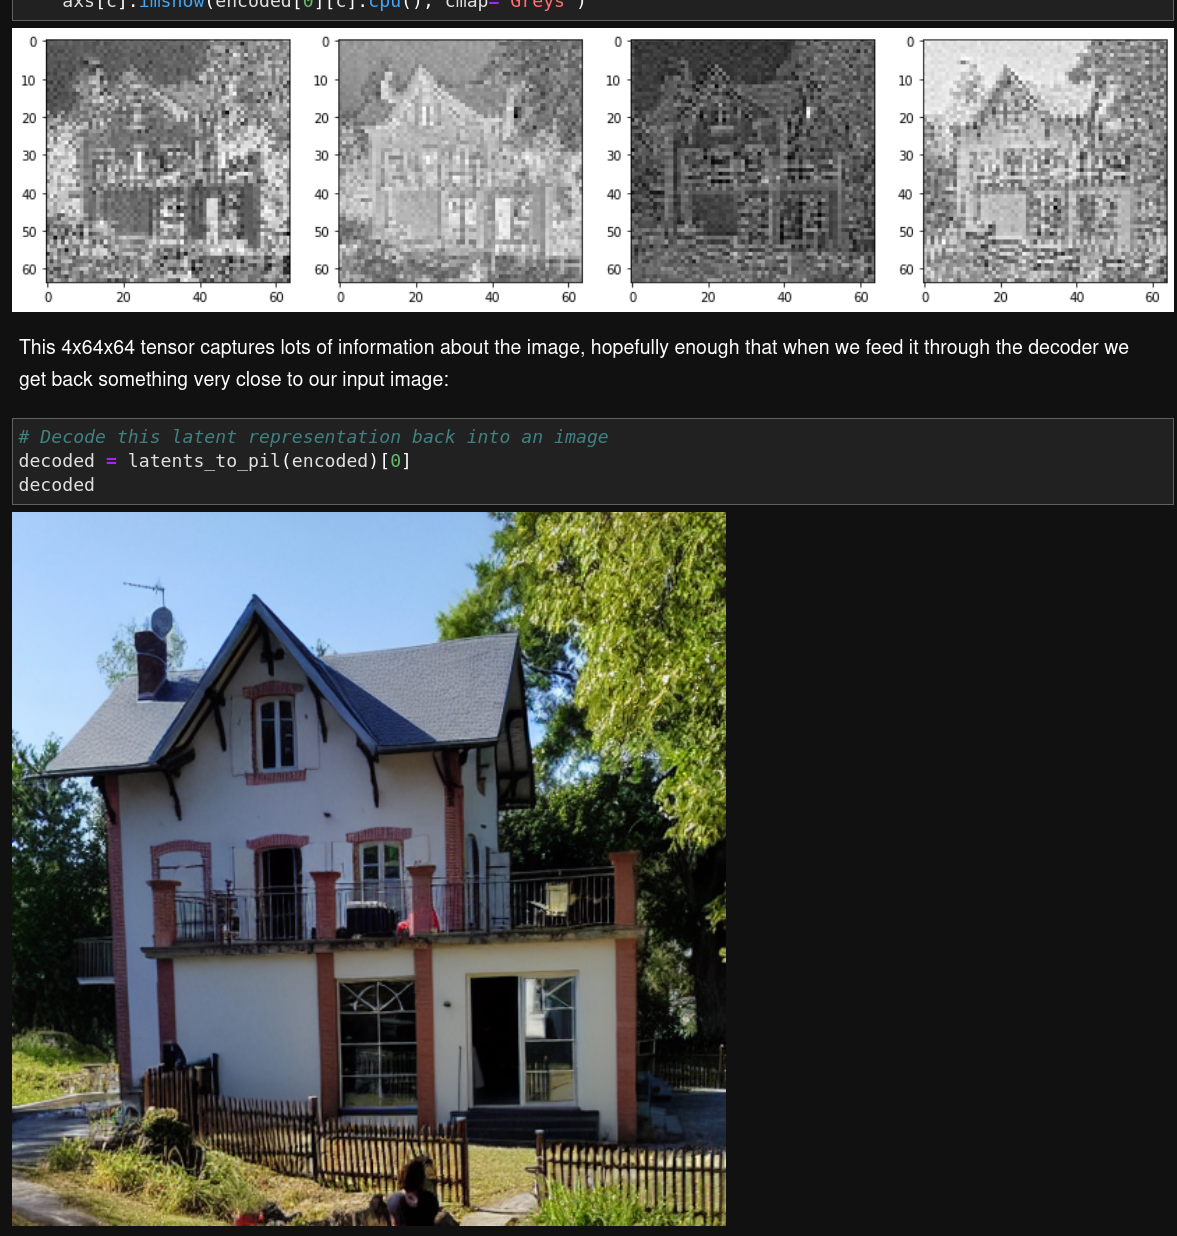 axs[c].imshow(encoded[0][c].cpu(), cmap='Greys')
0 0 0 0
10 10 10 10
20 20 20 20
30 30 30 30
40 40 40 40
50 50 50 50
60 60 60 60
0 20 40 60 0 20 40 60 0 20 40 60 0 20 40 60
This 4x64x64 tensor captures lots of information about the image, hopefully enough that when we feed it through the decoder we
get back something very close to our input image:
# Decode this latent representation back into an image
decoded = latents_to_pil(encoded)[0]
decoded